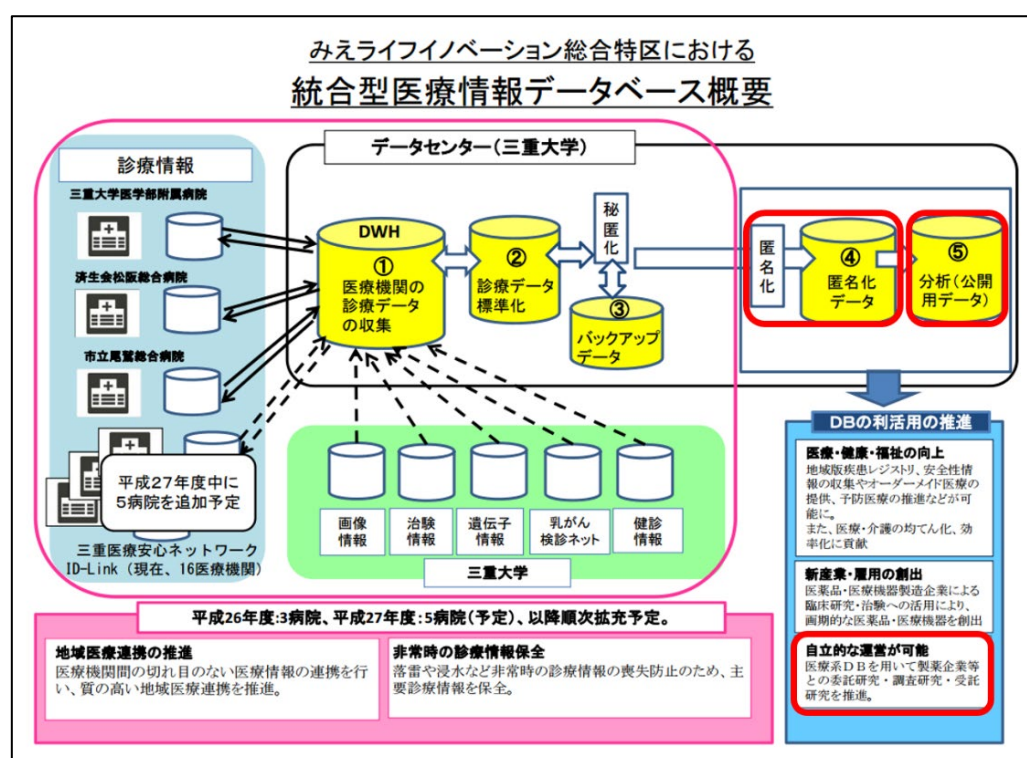 みえライフイノベーション総合特区における
統合型医療情報データベース概要
データセンター(三重大学)
診療情報
三重大学医学部附属病院
済生会松阪総合病院
市立尾鷲総合病院
平成27年度中に
5病院を追加予定
三重医療安心ネットワーク
ID-Link(現在、16医療機関)
DWH
①
医療機関の
診療データ
の収集
②
診療データ
標準化
秘匿化
③
バックアップ
データ
匿名化
④
匿名化
データ
⑤
分析(公開
用データ)
画像
情報
治験
情報
遺伝子
情報
乳がん
検診ネット
健診
情報
三重大学
DBの利活用の推進
医療・健康・福祉の向上
地域版疾患レジストリ、安全性情
報の収集やオーダーメイド医療の
提供、予防医療の推進などが可
能に。
また、医療・介護の均てん化、効
率化に貢献
新産業・雇用の創出
医薬品・医療機器製造企業による
臨床研究・治験への活用により、
画期的な医薬品・医療機器を創出
自立的な運営が可能
医療系DBを用いて製薬企業等
との委託研究・調査研究・受託
研究を推進。
平成26年度:3病院、平成27年度:5病院(予定)、以降順次拡充予定。
地域医療連携の推進
医療機関間の切れ目のない医療情報の連携を行
い、質の高い地域医療連携を推進。
非常時の診療情報保全
落雷や浸水など非常時の診療情報の喪失防止のため、主
要診療情報を保全。